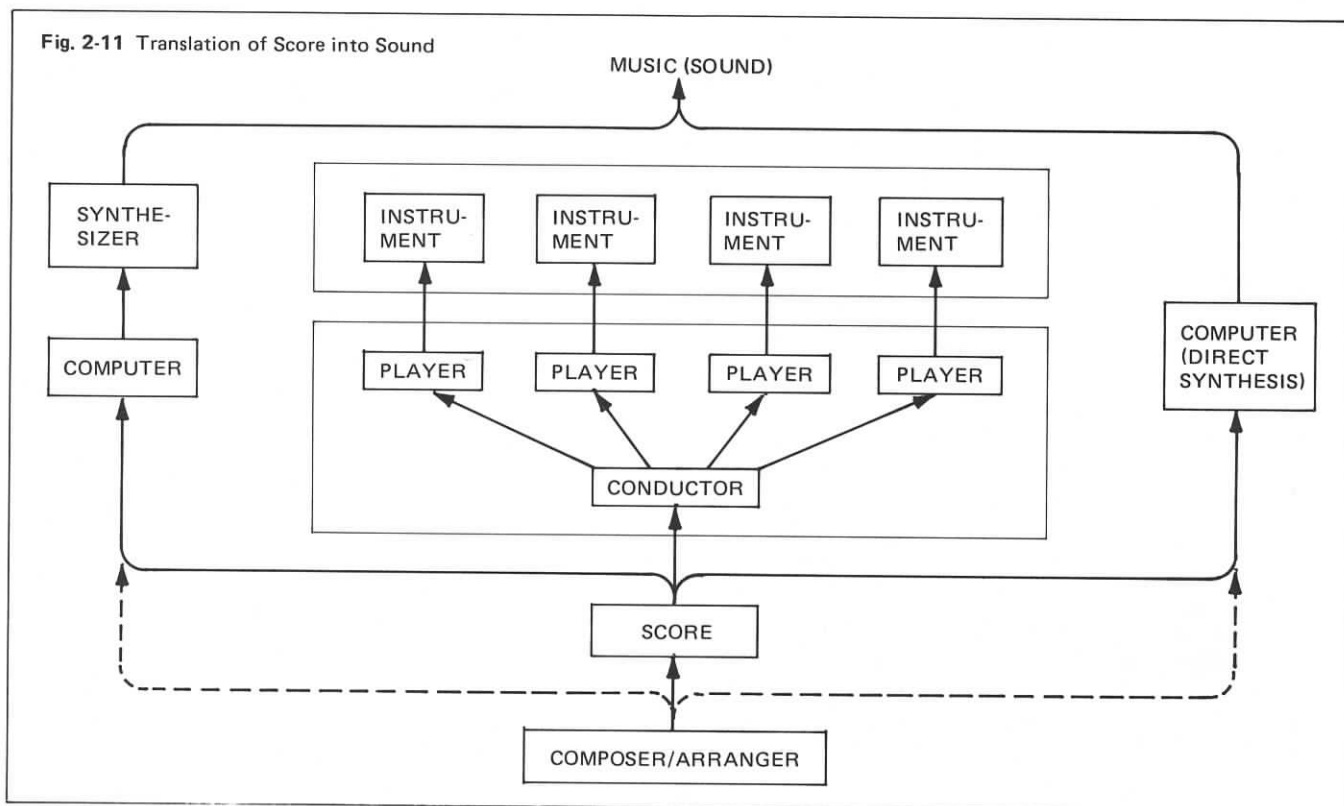 Fig. 2-11 Translation of Score into Sound
MUSIC (SOUND)
SYNTHE-
SIZER
INSTRU-
MENT
INSTRU-
MENT
INSTRU-
MENT
INSTRU-
MENT
COMPUTER
(DIRECT
SYNTHESIS)
COMPUTER
PLAYER
PLAYER
PLAYER
PLAYER
CONDUCTOR
SCORE
COMPOSER/ARRANGER